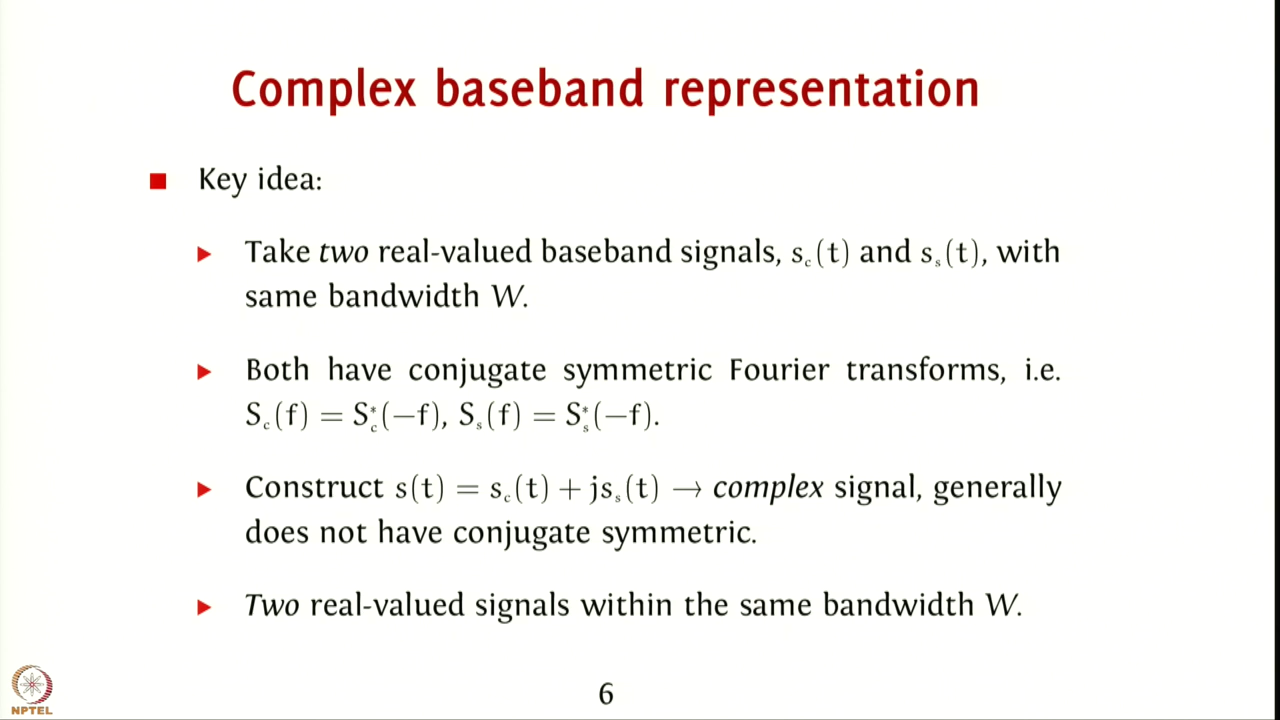 Complex baseband representation
Key idea:
Take two real-valued baseband signals, s_c(t) and s_s(t), with
same bandwidth W.
Both have conjugate symmetric Fourier transforms, i.e.
S_c(f) = S_c^*(−f), S_s(f) = S_s^*(−f).
Construct s(t) = s_c(t) + js_s(t) → complex signal, generally
does not have conjugate symmetric.
Two real-valued signals within the same bandwidth W.
6
NPTEL